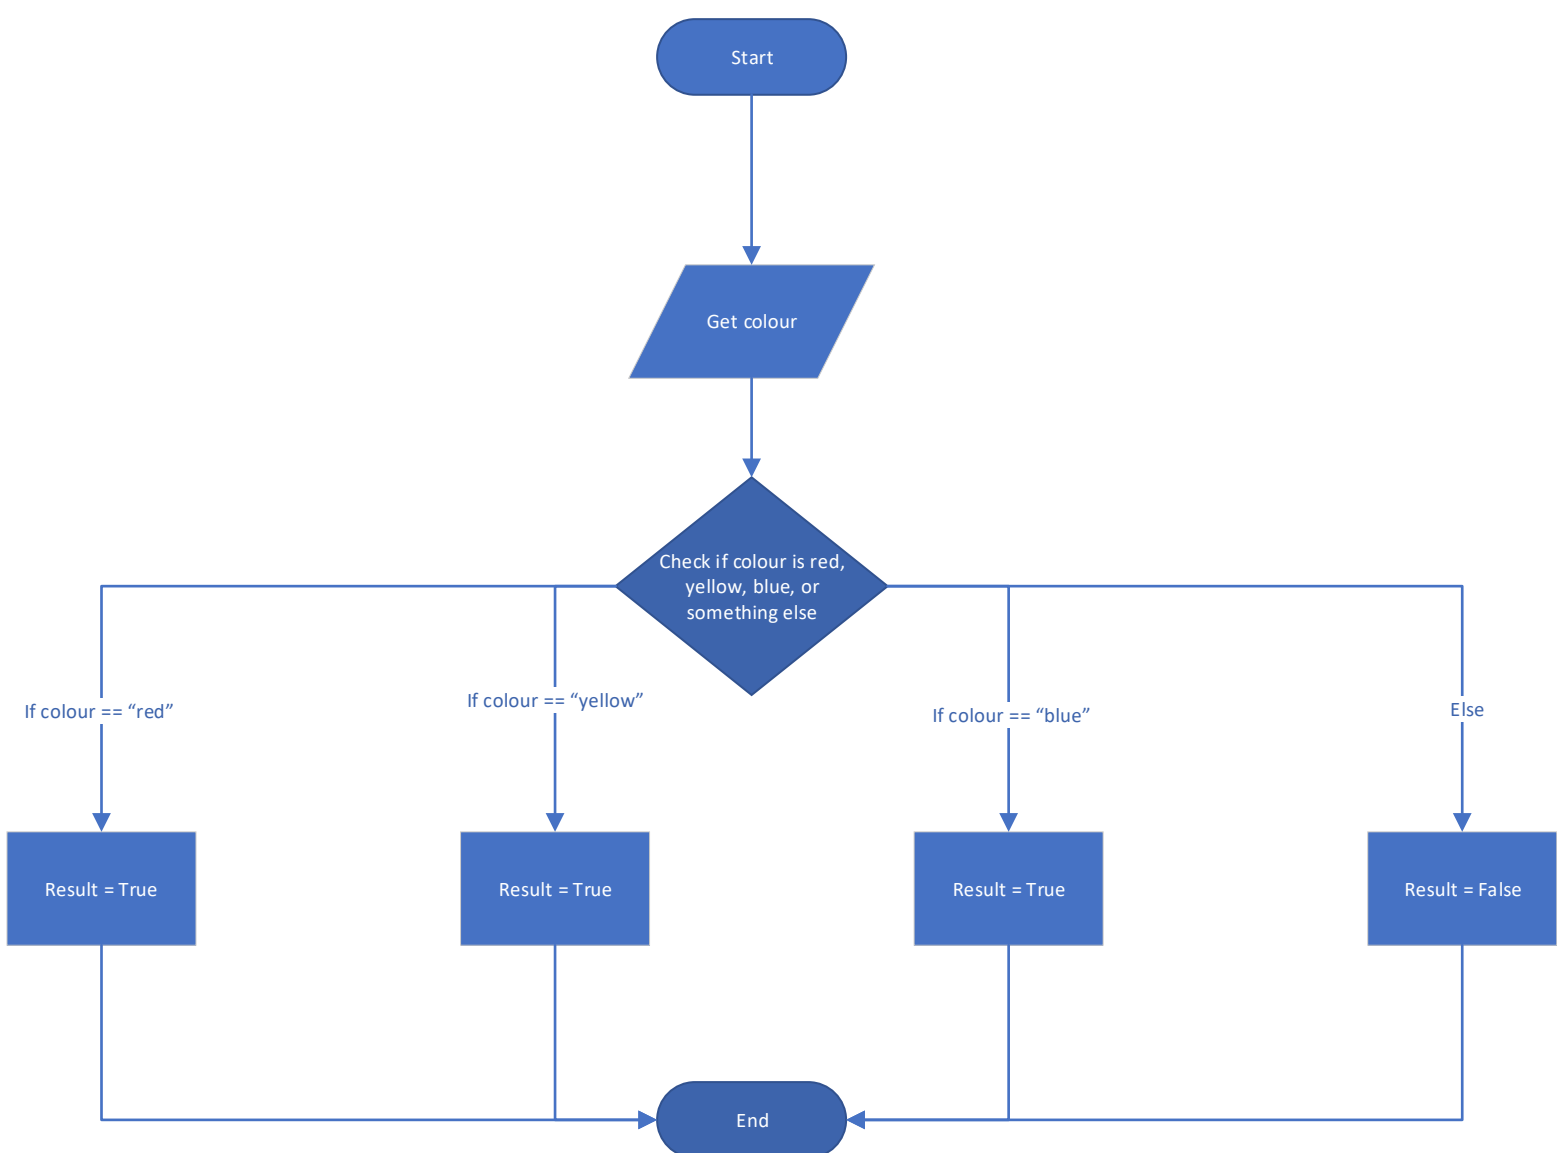 Start
Get colour
Check if colour is red,
yellow, blue, or
something else
If colour == “red”
If colour == “yellow”
If colour == “blue”
Else
Result = True
Result = True
Result = True
Result = False
End